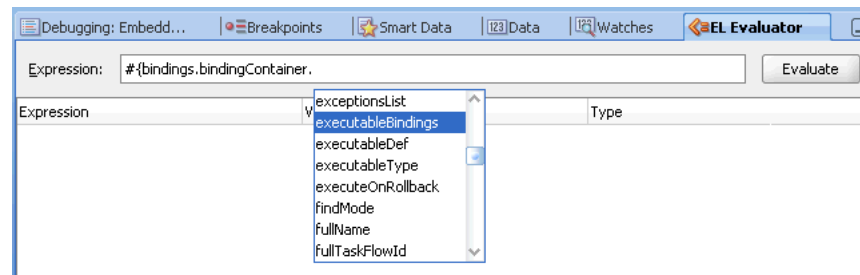 Debugging: Embedd... Breakpoints Smart Data 123 Data Watches EL Evaluator
Expression: #{bindings.bindingContainer. Evaluate
Expression V Type
exceptionsList
executableBindings
executableDef
executableType
executeOnRollback
findMode
fullName
fullTaskFlowId